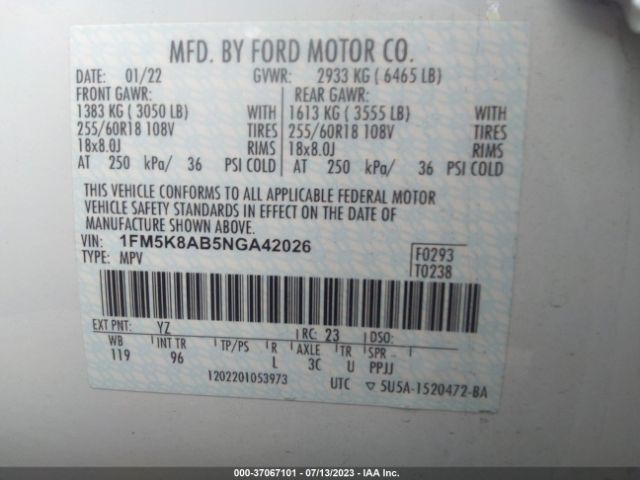 MFD. BY FORD MOTOR CO.
DATE: 01/22 GVWR: 2933 KG ( 6465 LB)
FRONT GAWR: REAR GAWR:
1383 KG ( 3050 LB) WITH 1613 KG ( 3555 LB) WITH
255/60R18 108V TIRES 255/60R18 108V TIRES
18x8.0J RIMS 18x8.0J RIMS
AT 250 kPa/ 36 PSI COLD AT 250 kPa/ 36 PSI COLD
THIS VEHICLE CONFORMS TO ALL APPLICABLE FEDERAL MOTOR
VEHICLE SAFETY STANDARDS IN EFFECT ON THE DATE OF
MANUFACTURE SHOWN ABOVE.
VIN: 1FM5K8AB5NGA42026
TYPE: MPV
F0293
T0238
EXT PNT: YZ RC: 23 DSO:
WB INT TR TP/PS R AXLE TR SPR
119 96 L 3C U PPJJ
1202201053973 UTC ▽ 5U5A-1520472-BA
000-37067101 / 07/13/2023 - IAA Inc.